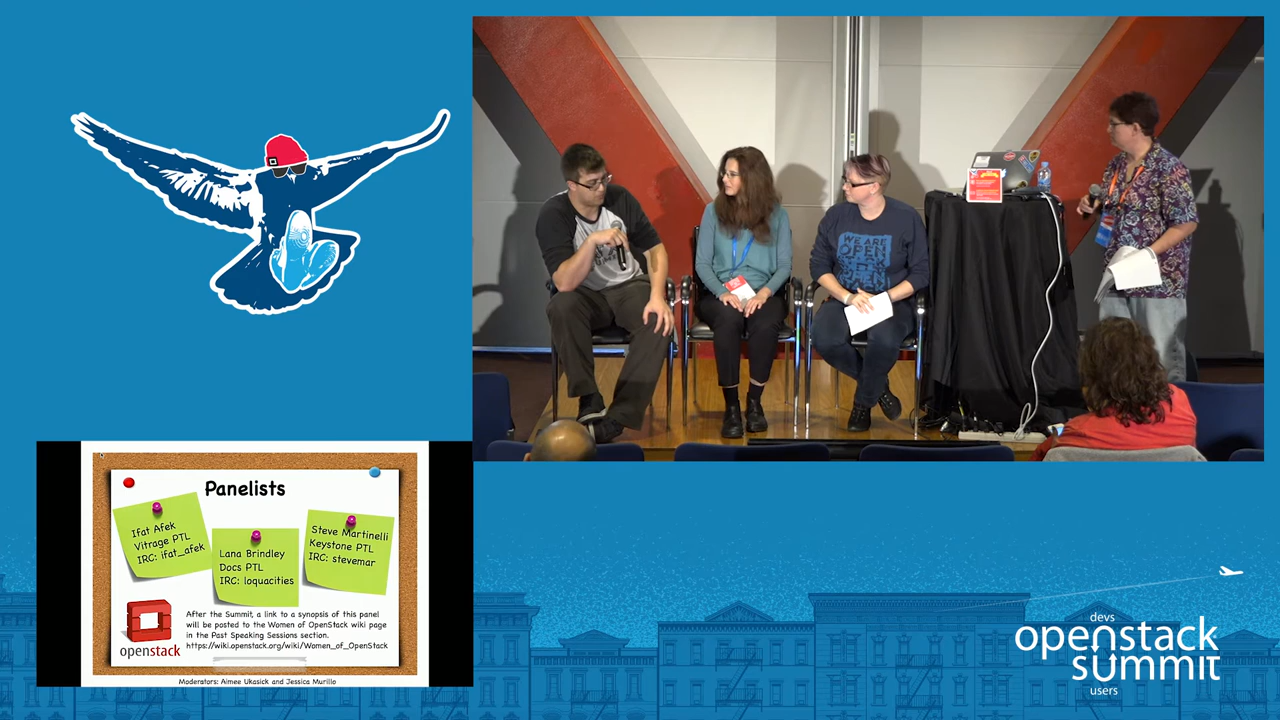 Panelists
Ifat Afek
Vitrage PTL
IRC: ifat_afek
Lana Brindley
Docs PTL
IRC: loquacities
Steve Martinelli
Keystone PTL
IRC: stevemar
After the Summit, a link to a synopsis of this panel
will be posted to the Women of OpenStack wiki page
in the Past Speaking Sessions section.
https://wiki.openstack.org/wiki/Women_of_OpenStack
openstack
Moderators: Aimee Ukasick and Jessica Murillo
WE ARE
OPEN
devs
openstack
summit
users